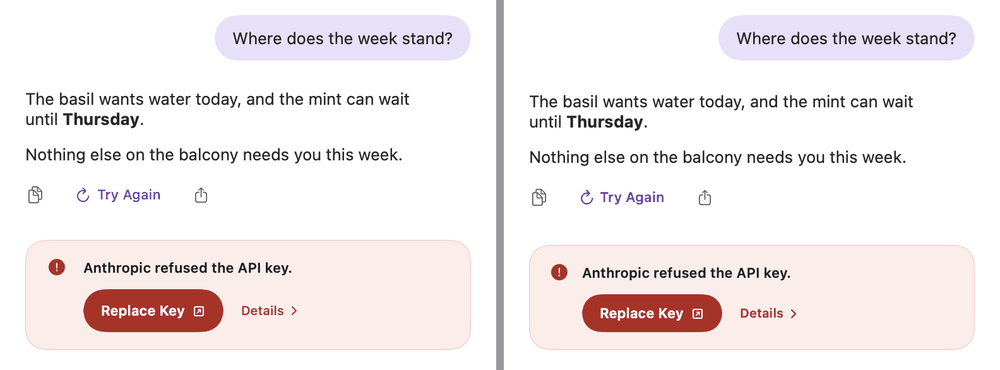 Where does the week stand?
The basil wants water today, and the mint can wait
until Thursday.
Nothing else on the balcony needs you this week.
Try Again
Anthropic refused the API key.
Replace Key
Details
Where does the week stand?
The basil wants water today, and the mint can wait
until Thursday.
Nothing else on the balcony needs you this week.
Try Again
Anthropic refused the API key.
Replace Key
Details